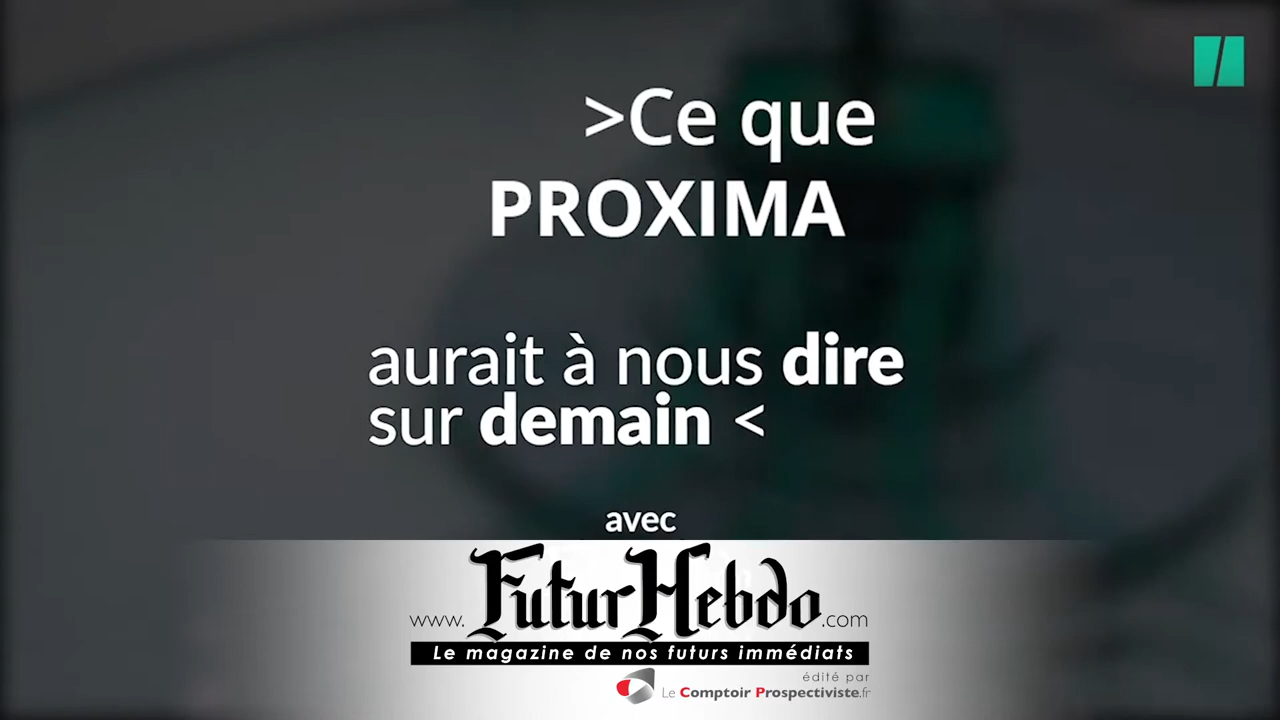 >Ce que
PROXIMA
aurait à nous dire
sur demain <
avec
www.FuturHebdo.com
Le magazine de nos futurs immédiats
édité par
Le Comptoir Prospectiviste.fr